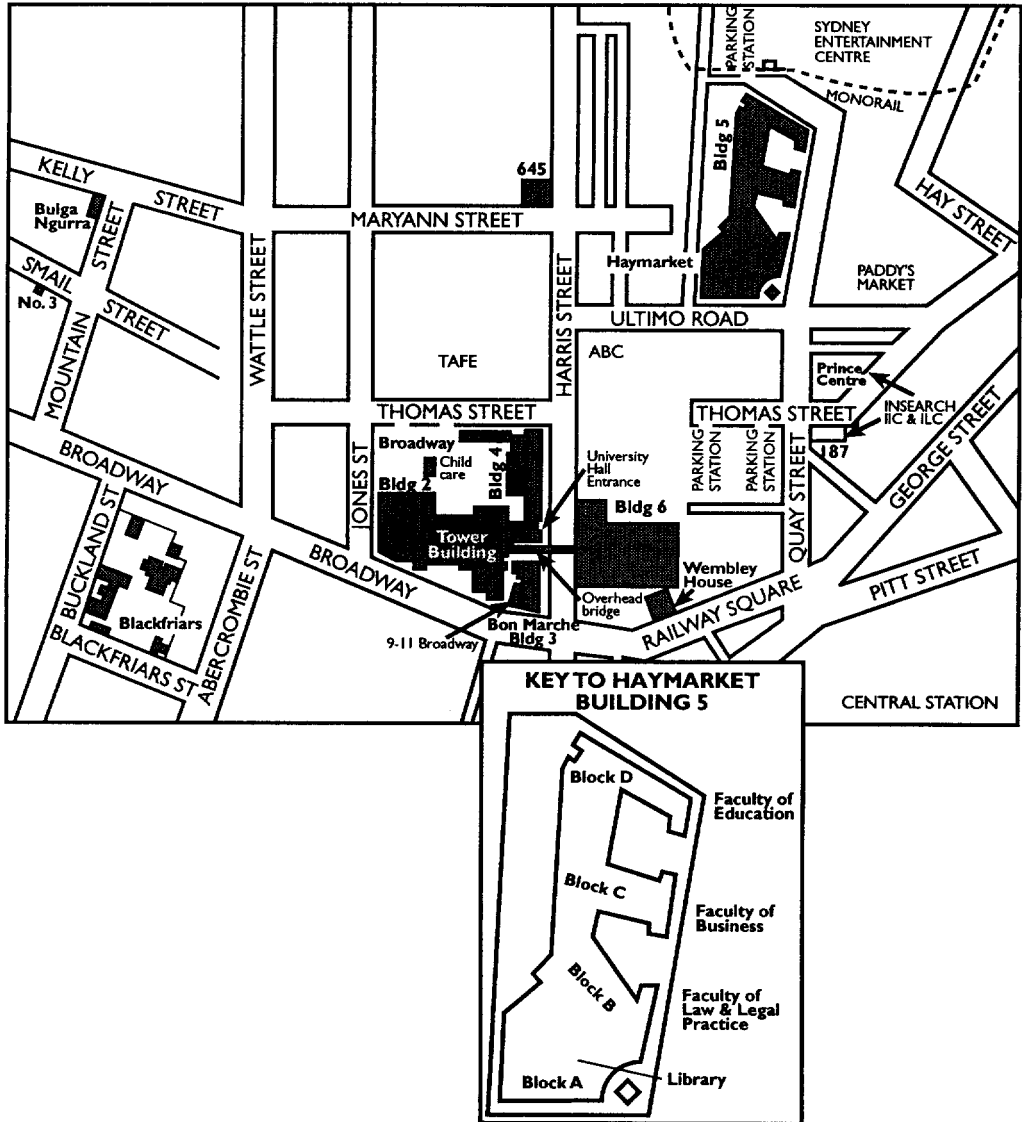 PARKING
STATION
SYDNEY
ENTERTAINMENT
CENTRE
MONORAIL
Bldg 5
645
KELLY
STREET
Bulga
Ngurra
STREET
MARYANN STREET
HAY STREET
SMAIL
STREET
No. 3
MOUNTAIN
WATTLE STREET
HARRIS STREET
Haymarket
PADDY'S
MARKET
ULTIMO ROAD
TAFE
ABC
Prince
Centre
THOMAS STREET
THOMAS STREET
INSEARCH
IIC & ILC
187
BROADWAY
JONES ST
Broadway
Child
care
Bldg 4
Bldg 2
University
Hall
Entrance
PARKING
STATION
PARKING
STATION
QUAY STREET
GEORGE STREET
Bldg 6
Tower
Building
BUCKLAND ST
BROADWAY
Overhead
bridge
Wembley
House
PITT STREET
ABERCROMBIE ST
Blackfriars
BLACKFRIARS ST
RAILWAY SQUARE
Bon Marche
Bldg 3
9-11 Broadway
CENTRAL STATION
KEY TO HAYMARKET
BUILDING 5
Block D
Faculty of
Education
Block C
Faculty of
Business
Block B
Faculty of
Law & Legal
Practice
Block A
Library